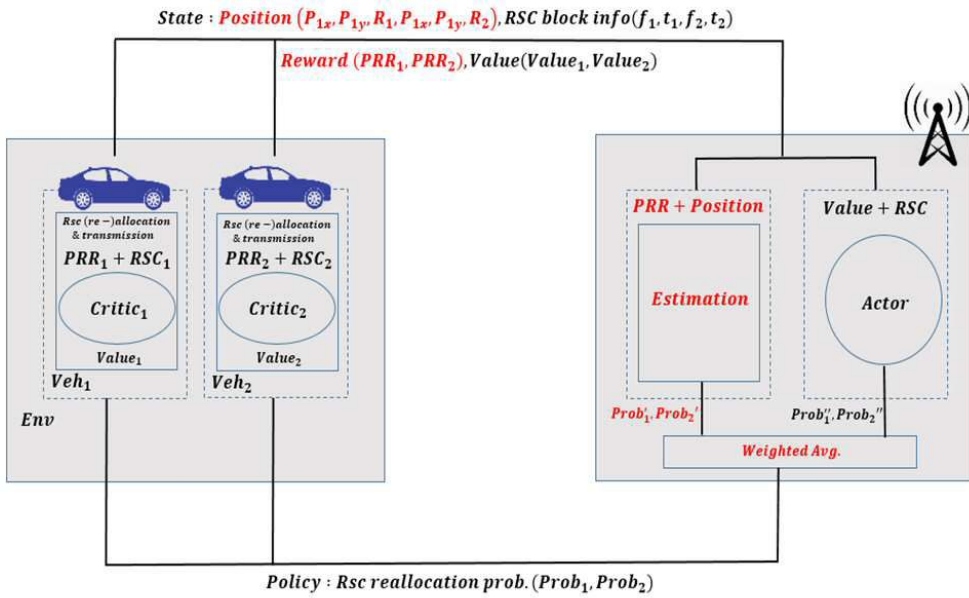 State : Position (P₁ₓ, P₁y, R₁, P₁ₓ, P₁y, R₂), RSC block info(f₁, t₁, f₂, t₂)
Reward (PRR₁, PRR₂), Value(Value₁, Value₂)
Rsc (re-)allocation
& transmission
PRR₁ + RSC₁
Critic₁
Value₁
Veh₁
Rsc (re-)allocation
& transmission
PRR₂ + RSC₂
Critic₂
Value₂
Veh₂
Env
PRR + Position
Estimation
Prob₁′, Prob₂′
Value + RSC
Actor
Prob₁′′, Prob₂′′
Weighted Avg.
Policy : Rsc reallocation prob. (Prob₁, Prob₂)